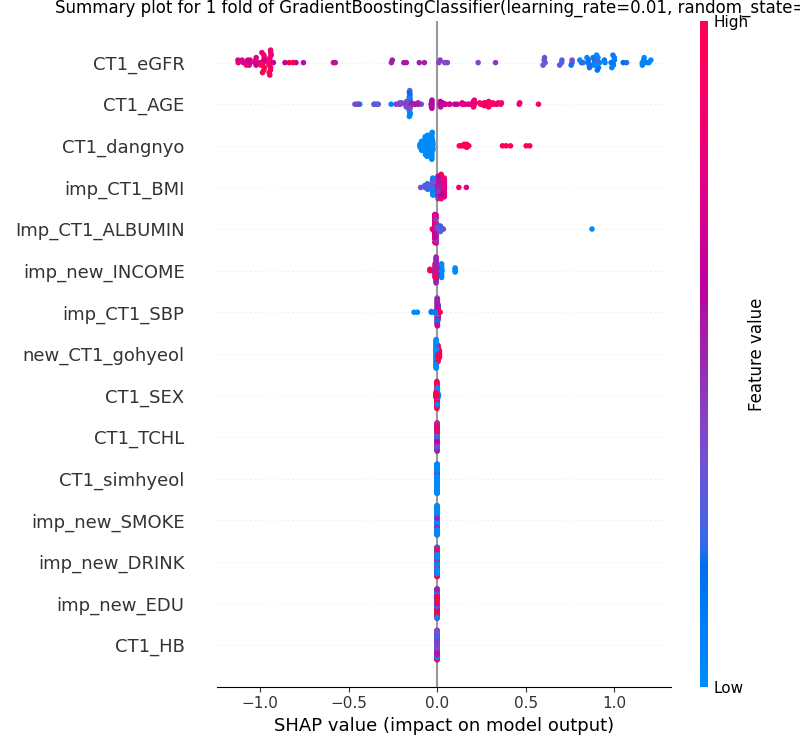 Summary plot for 1 fold of GradientBoostingClassifier(learning_rate=0.01, random_state=
High
CT1_eGFR
CT1_AGE
CT1_dangnyo
imp_CT1_BMI
Imp_CT1_ALBUMIN
imp_new_INCOME
imp_CT1_SBP
new_CT1_gohyeol
CT1_SEX
CT1_TCHL
CT1_simhyeol
imp_new_SMOKE
imp_new_DRINK
imp_new_EDU
CT1_HB
Feature value
Low
−1.0 −0.5 0.0 0.5 1.0
SHAP value (impact on model output)